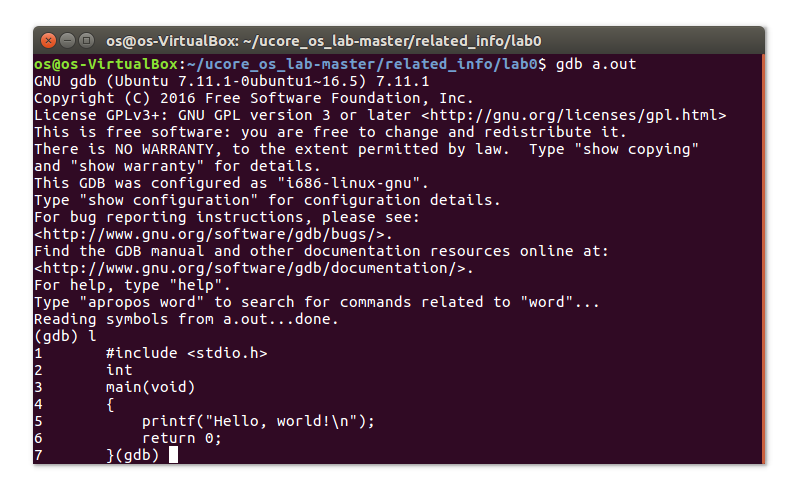 os@os-VirtualBox: ~/ucore_os_lab-master/related_info/lab0
os@os-VirtualBox:~/ucore_os_lab-master/related_info/lab0$ gdb a.out
GNU gdb (Ubuntu 7.11.1-0ubuntu1~16.5) 7.11.1
Copyright (C) 2016 Free Software Foundation, Inc.
License GPLv3+: GNU GPL version 3 or later <http://gnu.org/licenses/gpl.html>
This is free software: you are free to change and redistribute it.
There is NO WARRANTY, to the extent permitted by law.  Type "show copying"
and "show warranty" for details.
This GDB was configured as "i686-linux-gnu".
Type "show configuration" for configuration details.
For bug reporting instructions, please see:
<http://www.gnu.org/software/gdb/bugs/>.
Find the GDB manual and other documentation resources online at:
<http://www.gnu.org/software/gdb/documentation/>.
For help, type "help".
Type "apropos word" to search for commands related to "word"...
Reading symbols from a.out...done.
(gdb) l
1       #include <stdio.h>
2       int
3       main(void)
4       {
5           printf("Hello, world!\n");
6           return 0;
7       }(gdb)